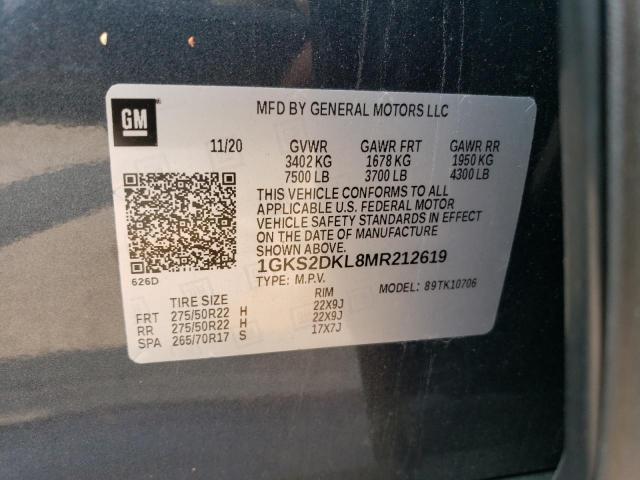 GM
MFD BY GENERAL MOTORS LLC
11/20 GVWR GAWR FRT GAWR RR
3402 KG 1678 KG 1950 KG
7500 LB 3700 LB 4300 LB
THIS VEHICLE CONFORMS TO ALL
APPLICABLE U.S. FEDERAL MOTOR
VEHICLE SAFETY STANDARDS IN EFFECT
ON THE DATE OF MANUFACTURE
SHOWN ABOVE.
1GKS2DKL8MR212619
626D
TYPE: M.P.V. MODEL: 89TK10706
TIRE SIZE RIM
FRT 275/50R22 H 22X9J
RR 275/50R22 H 22X9J
SPA 265/70R17 S 17X7J